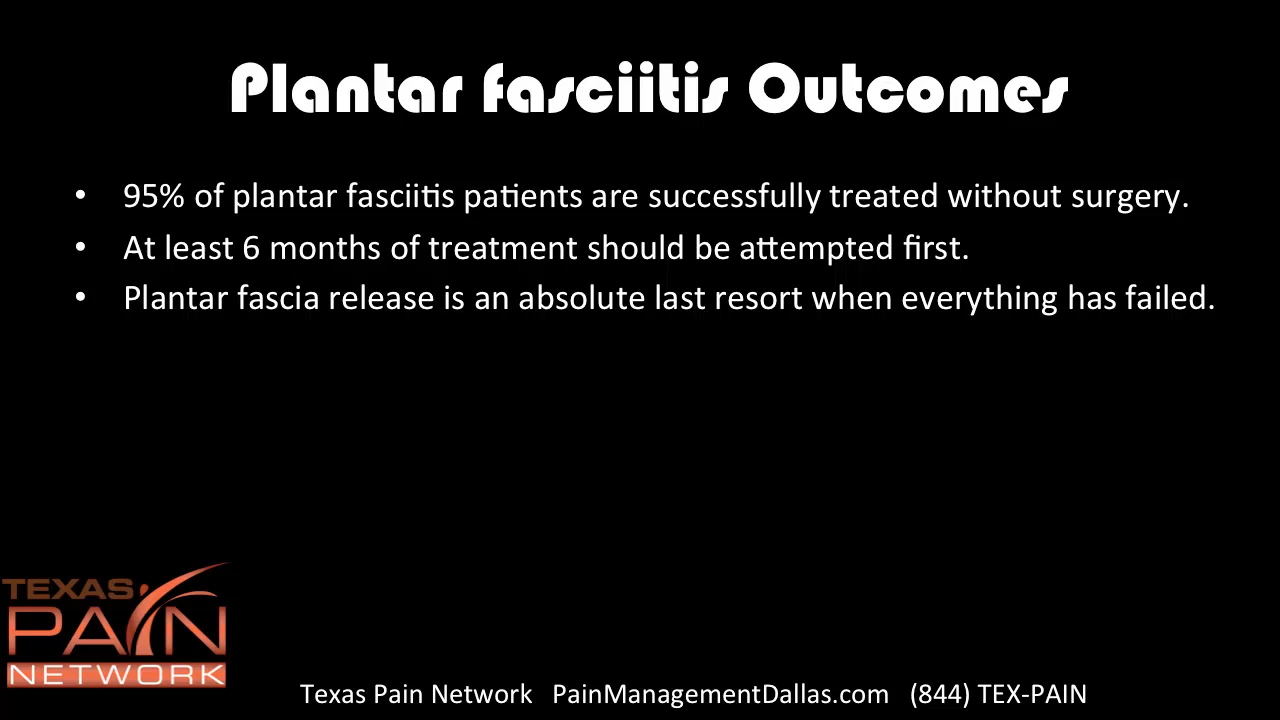 Plantar fasciitis Outcomes
• 95% of plantar fasciitis patients are successfully treated without surgery.
• At least 6 months of treatment should be attempted first.
• Plantar fascia release is an absolute last resort when everything has failed.
TEXAS
PAIN
NETWORK
Texas Pain Network PainManagementDallas.com (844) TEX-PAIN